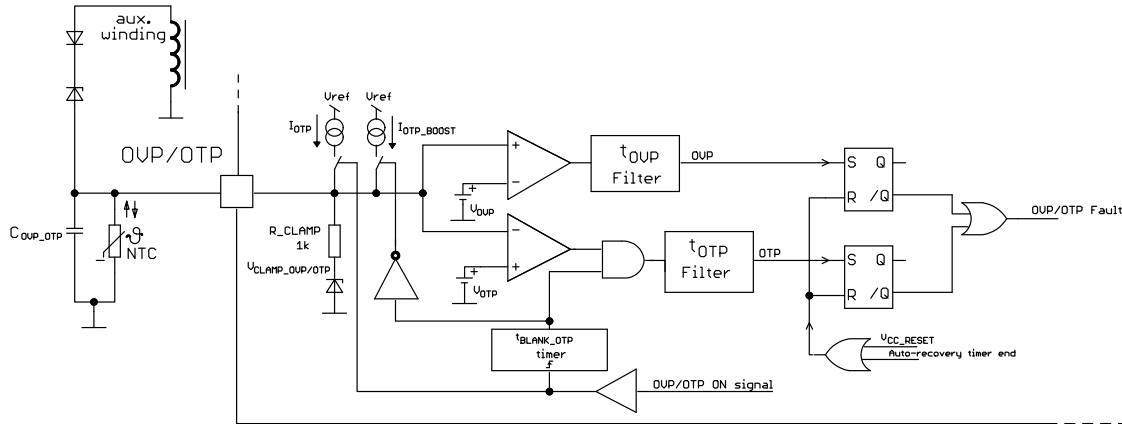 aux.
winding
Vref
Vref
I_OTP
I_OTP_BOOST
OVP/OTP
+
−
V_OVP
+
t_OVP
Filter
OVP
S
Q
R
/Q
OVP/OTP Fault
C_OVP_OTP
ϑ
NTC
R_CLAMP
1k
V_CLAMP_OVP/OTP
−
+
V_OTP
+
t_OTP
Filter
OTP
S
Q
R
/Q
t_BLANK_OTP
timer
V_CC_RESET
Auto-recovery timer end
OVP/OTP ON signal